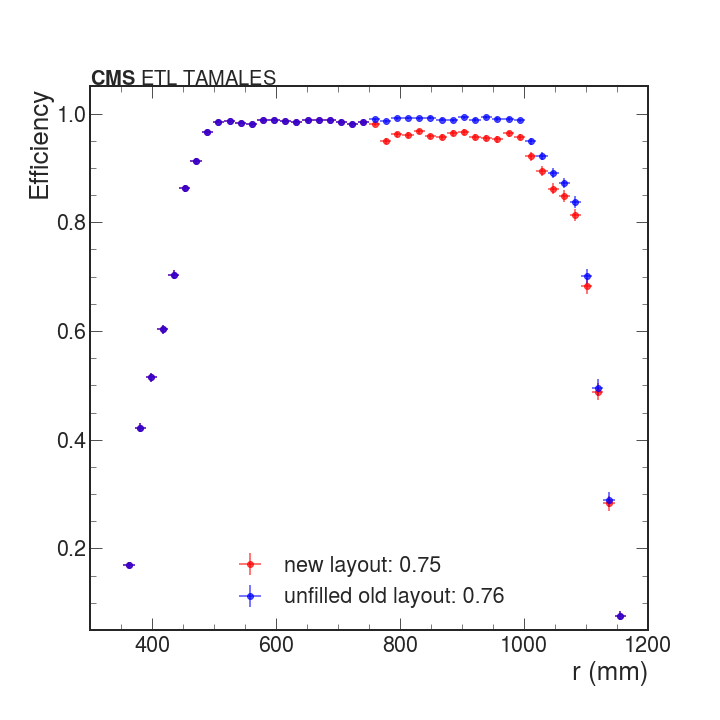 CMS ETL TAMALES
Efficiency
1.0
0.8
0.6
0.4
0.2
new layout: 0.75
unfilled old layout: 0.76
400 600 800 1000 1200
r (mm)